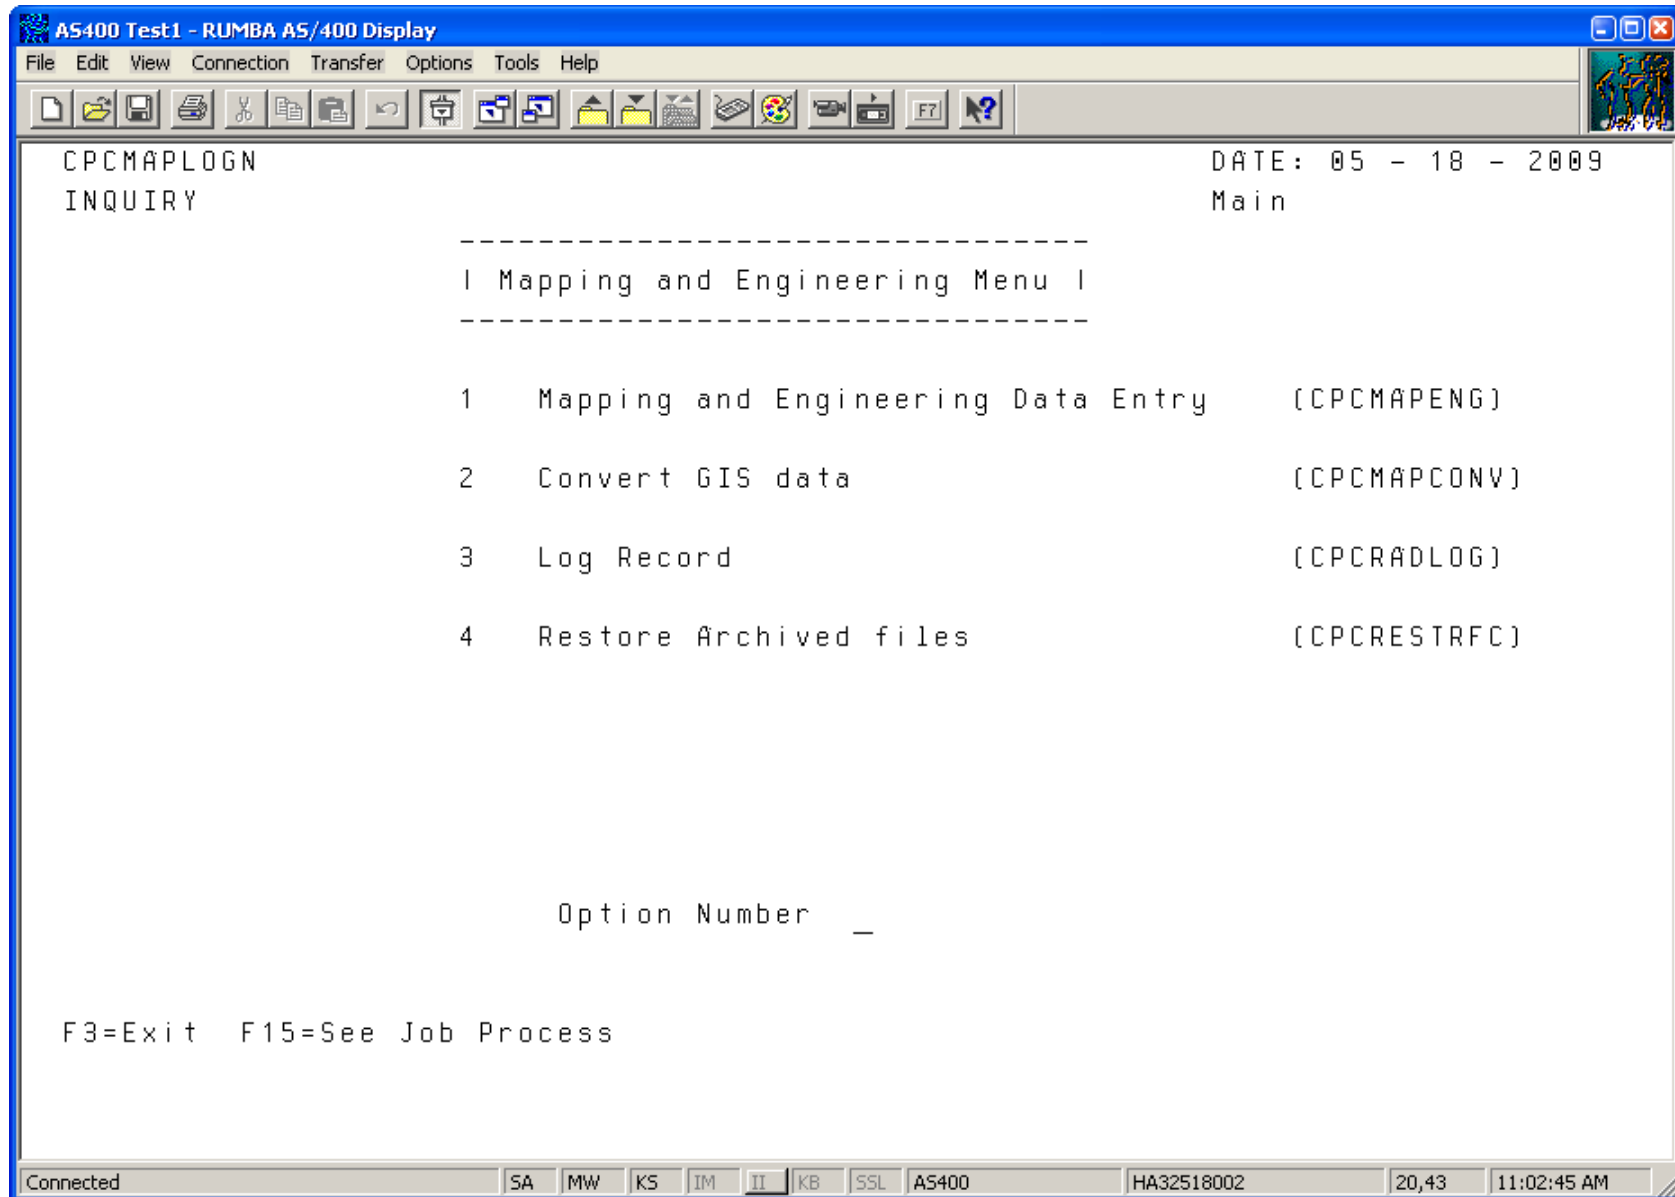 AS400 Test1 - RUMBA AS/400 Display
File Edit View Connection Transfer Options Tools Help
F7
CPCMAPLOGN DATE: 05 - 18 - 2009
INQUIRY Main
--------------------------------
| Mapping and Engineering Menu |
--------------------------------
1 Mapping and Engineering Data Entry (CPCMAPENG)
2 Convert GIS data (CPCMAPCONV)
3 Log Record (CPCRADLOG)
4 Restore Archived files (CPCRESTRFC)
Option Number _
F3=Exit F15=See Job Process
Connected SA MW KS IM II KB SSL AS400 HA32518002 20,43 11:02:45 AM